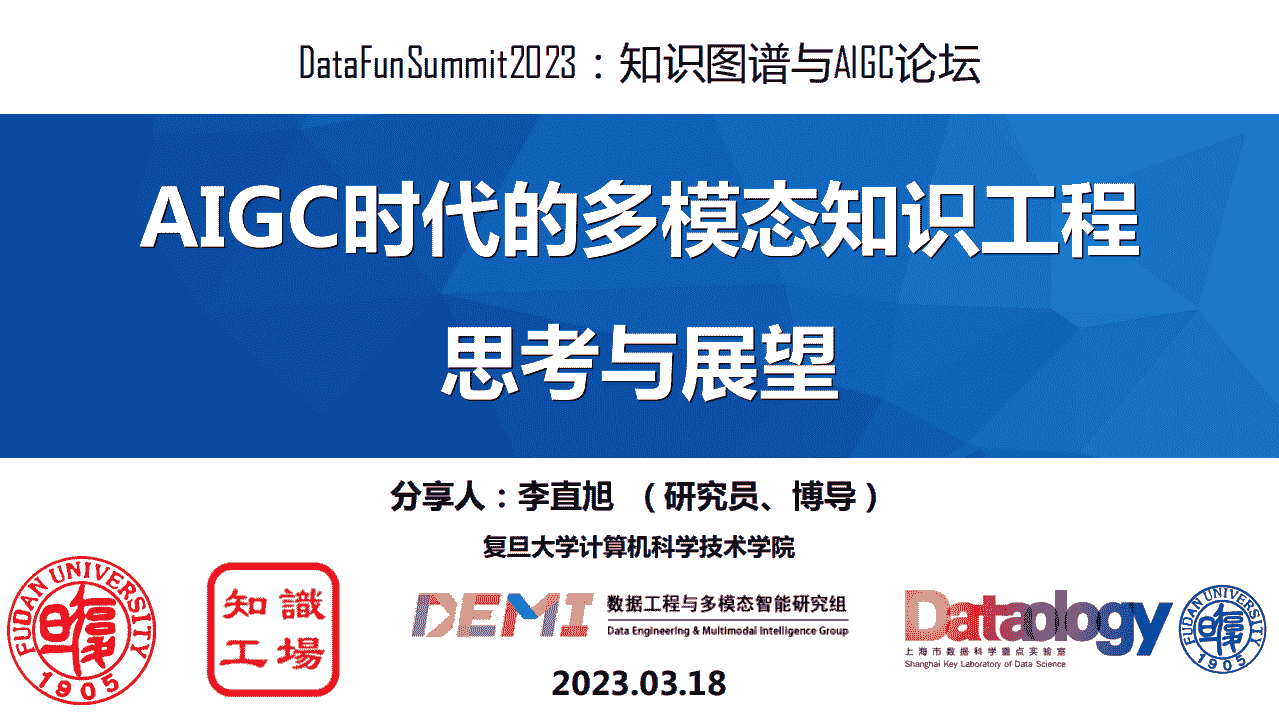 DataFunSummit2023：知识图谱与AIGC论坛
AIGC时代的多模态知识工程
思考与展望
分享人：李直旭 （研究员、博导）
复旦大学计算机科学技术学院
FUDAN UNIVERSITY
1905
知識
工場
DEMI
数据工程与多模态智能研究组
Data Engineering & Multimodal Intelligence Group
Dataology
上海市数据科学重点实验室
Shanghai Key Laboratory of Data Science
FUDAN UNIVERSITY
1905
2023.03.18